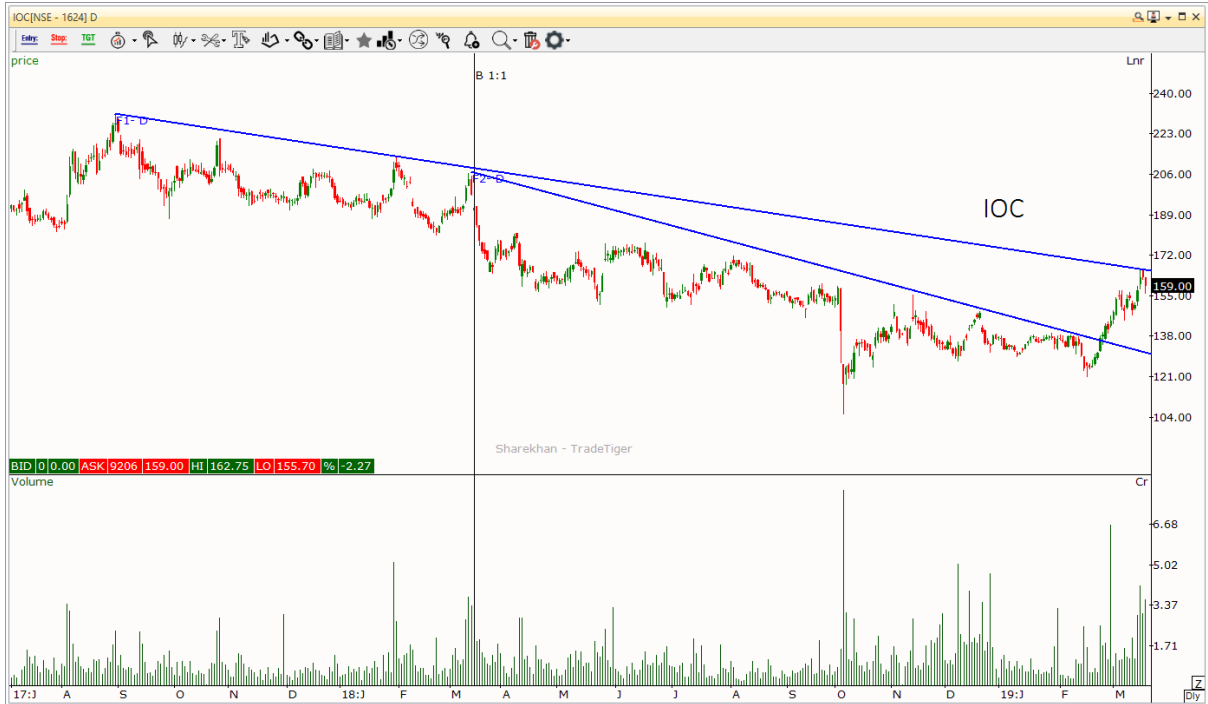 IOC[NSE - 1624] D
Entry: Stop: TGT
price
Lnr
B 1:1
240.00
F1- D
223.00
206.00
F2- D
189.00
IOC
172.00
159.00
155.00
138.00
121.00
104.00
Sharekhan - TradeTiger
BID 0 0.00 ASK 9206 159.00 HI 162.75 LO 155.70 % -2.27
Volume
Cr
6.68
5.02
3.37
1.71
17:J A S O N D 18:J F M A M J J A S O N D 19:J F M
Z
Dly